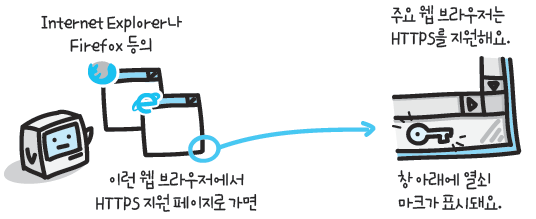 Internet Explorer나
Firefox 등의
이런 웹 브라우저에서
HTTPS 지원 페이지로 가면
주요 웹 브라우저는
HTTPS를 지원해요.
창 아래에 열쇠
마크가 표시돼요.